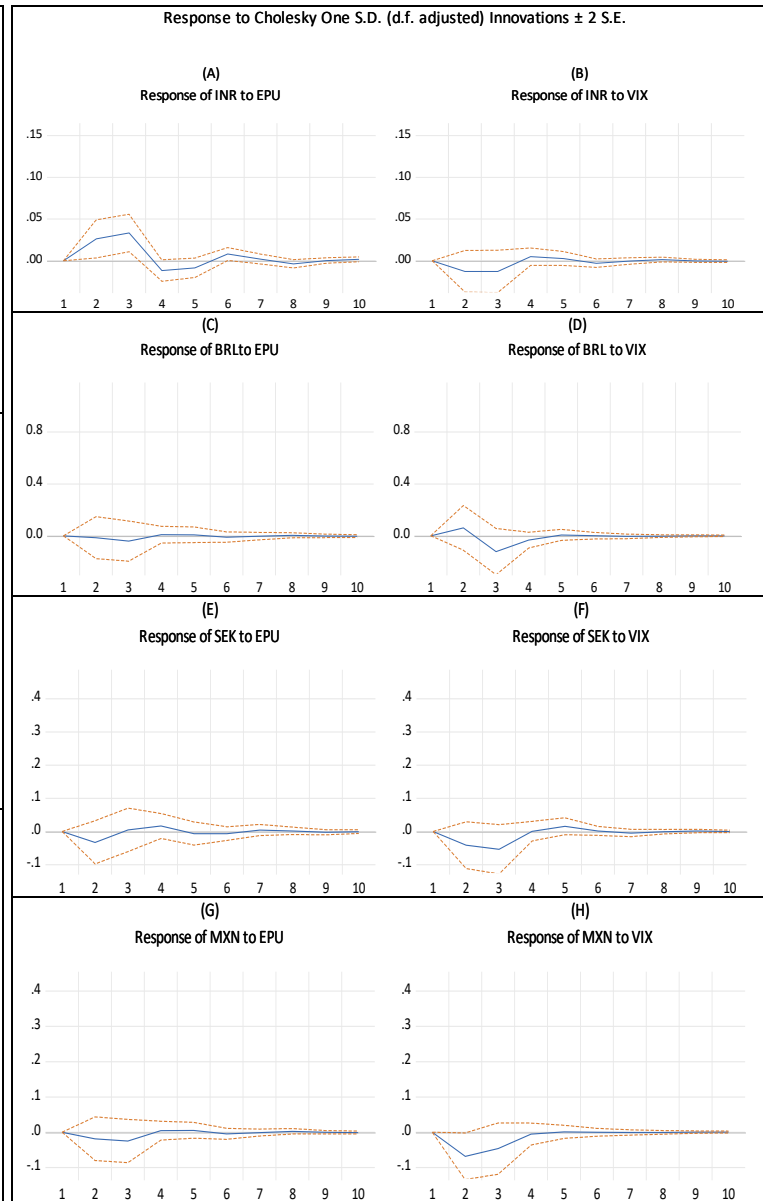 Response to Cholesky One S.D. (d.f. adjusted) Innovations ± 2 S.E.
(A)
Response of INR to EPU
.15
.10
.05
.00
1 2 3 4 5 6 7 8 9 10
(B)
Response of INR to VIX
.15
.10
.05
.00
1 2 3 4 5 6 7 8 9 10
(C)
Response of BRLto EPU
0.8
0.4
0.0
1 2 3 4 5 6 7 8 9 10
(D)
Response of BRL to VIX
0.8
0.4
0.0
1 2 3 4 5 6 7 8 9 10
(E)
Response of SEK to EPU
.4
.3
.2
.1
.0
-.1
1 2 3 4 5 6 7 8 9 10
(F)
Response of SEK to VIX
.4
.3
.2
.1
.0
-.1
1 2 3 4 5 6 7 8 9 10
(G)
Response of MXN to EPU
.4
.3
.2
.1
.0
-.1
1 2 3 4 5 6 7 8 9 10
(H)
Response of MXN to VIX
.4
.3
.2
.1
.0
-.1
1 2 3 4 5 6 7 8 9 10